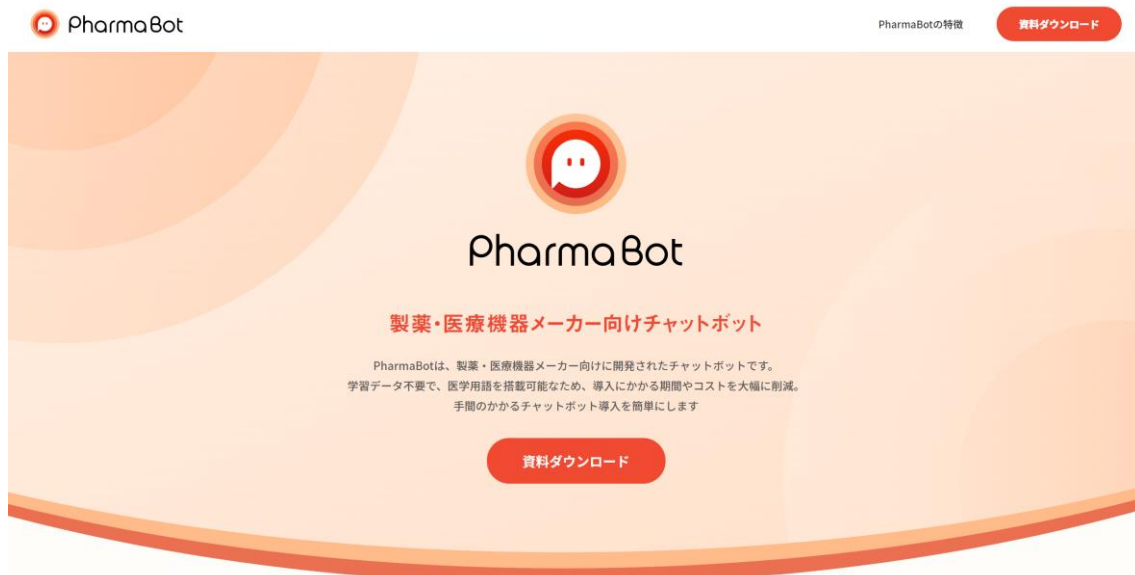 PharmaBot
PharmaBotの特徴
資料ダウンロード
PharmaBot
製薬・医療機器メーカー向けチャットボット
PharmaBotは、製薬・医療機器メーカー向けに開発されたチャットボットです。
学習データ不要で、医学用語を搭載可能なため、導入にかかる期間やコストを大幅に削減。
手間のかかるチャットボット導入を簡単にします
資料ダウンロード